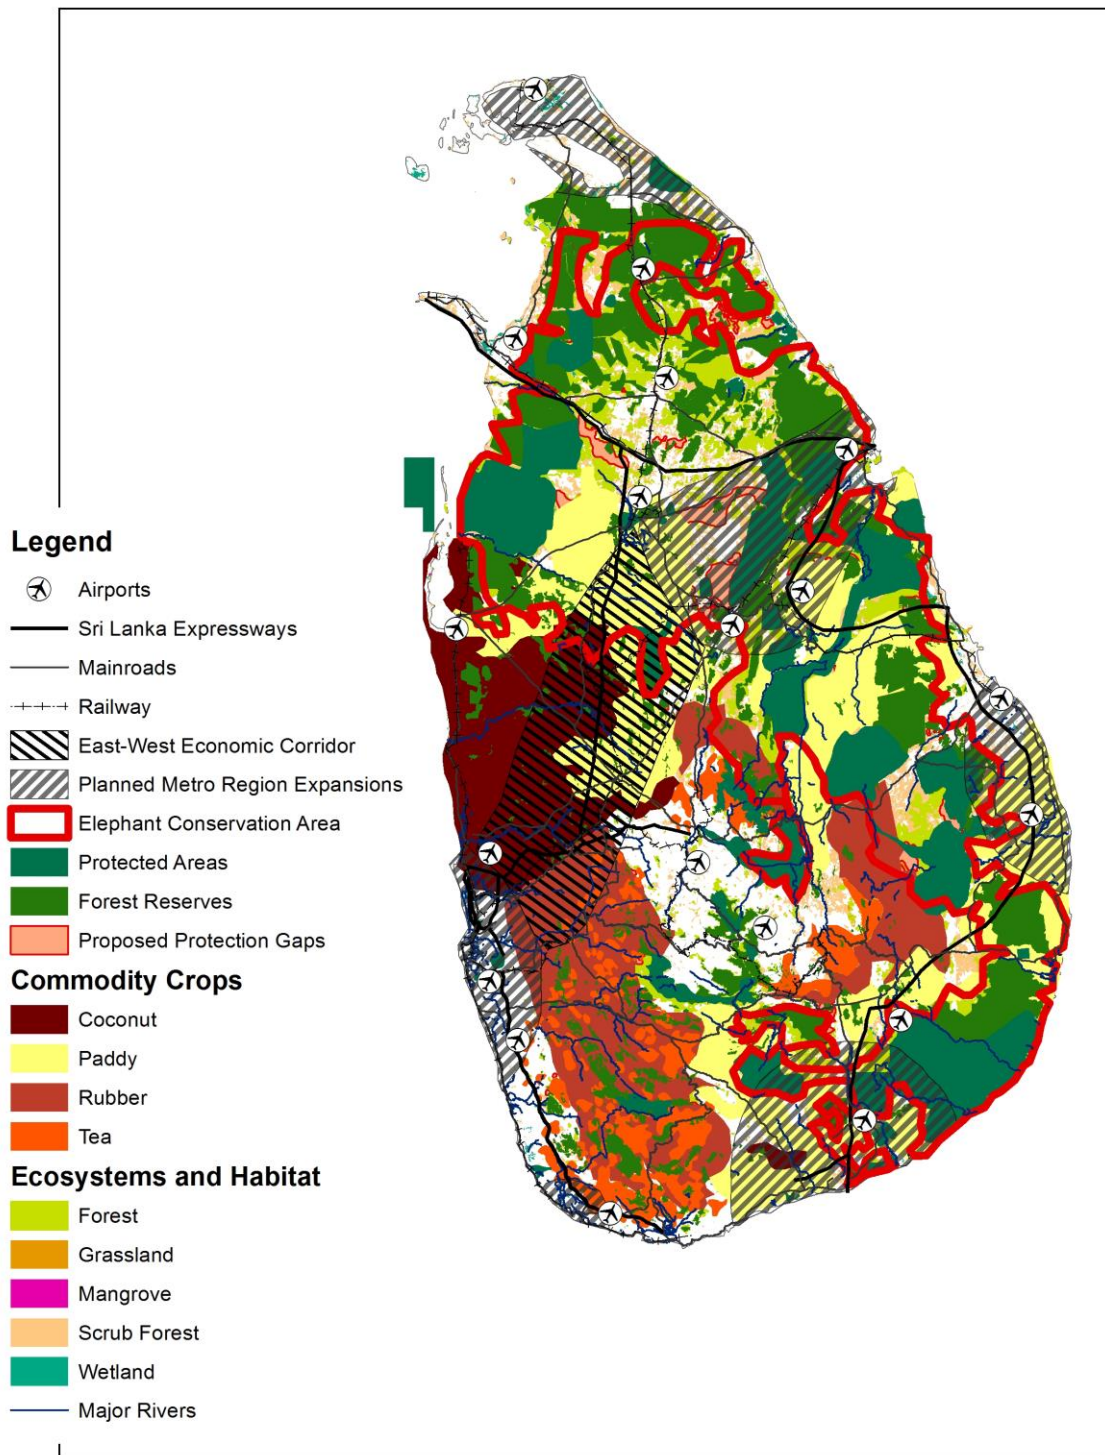 Legend
Airports
Sri Lanka Expressways
Mainroads
Railway
East-West Economic Corridor
Planned Metro Region Expansions
Elephant Conservation Area
Protected Areas
Forest Reserves
Proposed Protection Gaps
Commodity Crops
Coconut
Paddy
Rubber
Tea
Ecosystems and Habitat
Forest
Grassland
Mangrove
Scrub Forest
Wetland
Major Rivers